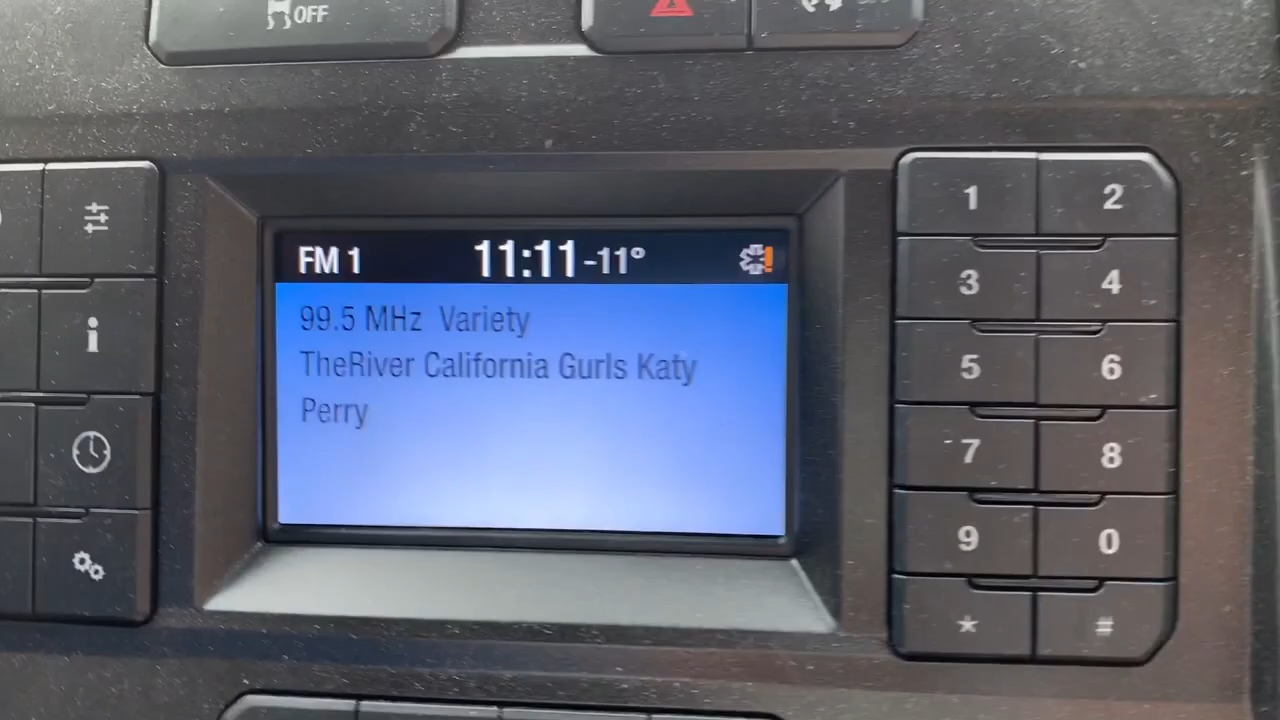 OFF
FM 1 11:11 -11° !
99.5 MHz Variety
TheRiver California Gurls Katy
Perry
i
1 2
3 4
5 6
7 8
9 0
* #